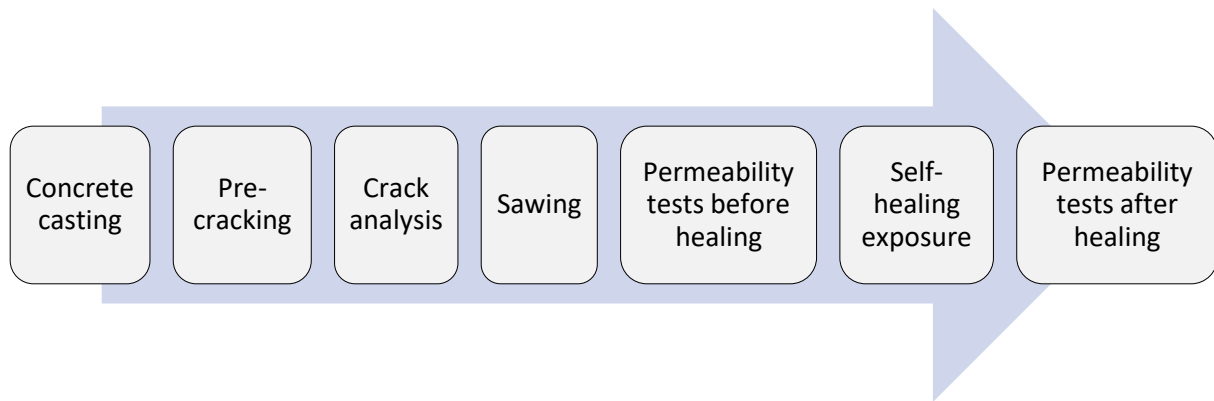 Concrete
casting
Pre-
cracking
Crack
analysis
Sawing
Permeability
tests before
healing
Self-
healing
exposure
Permeability
tests after
healing